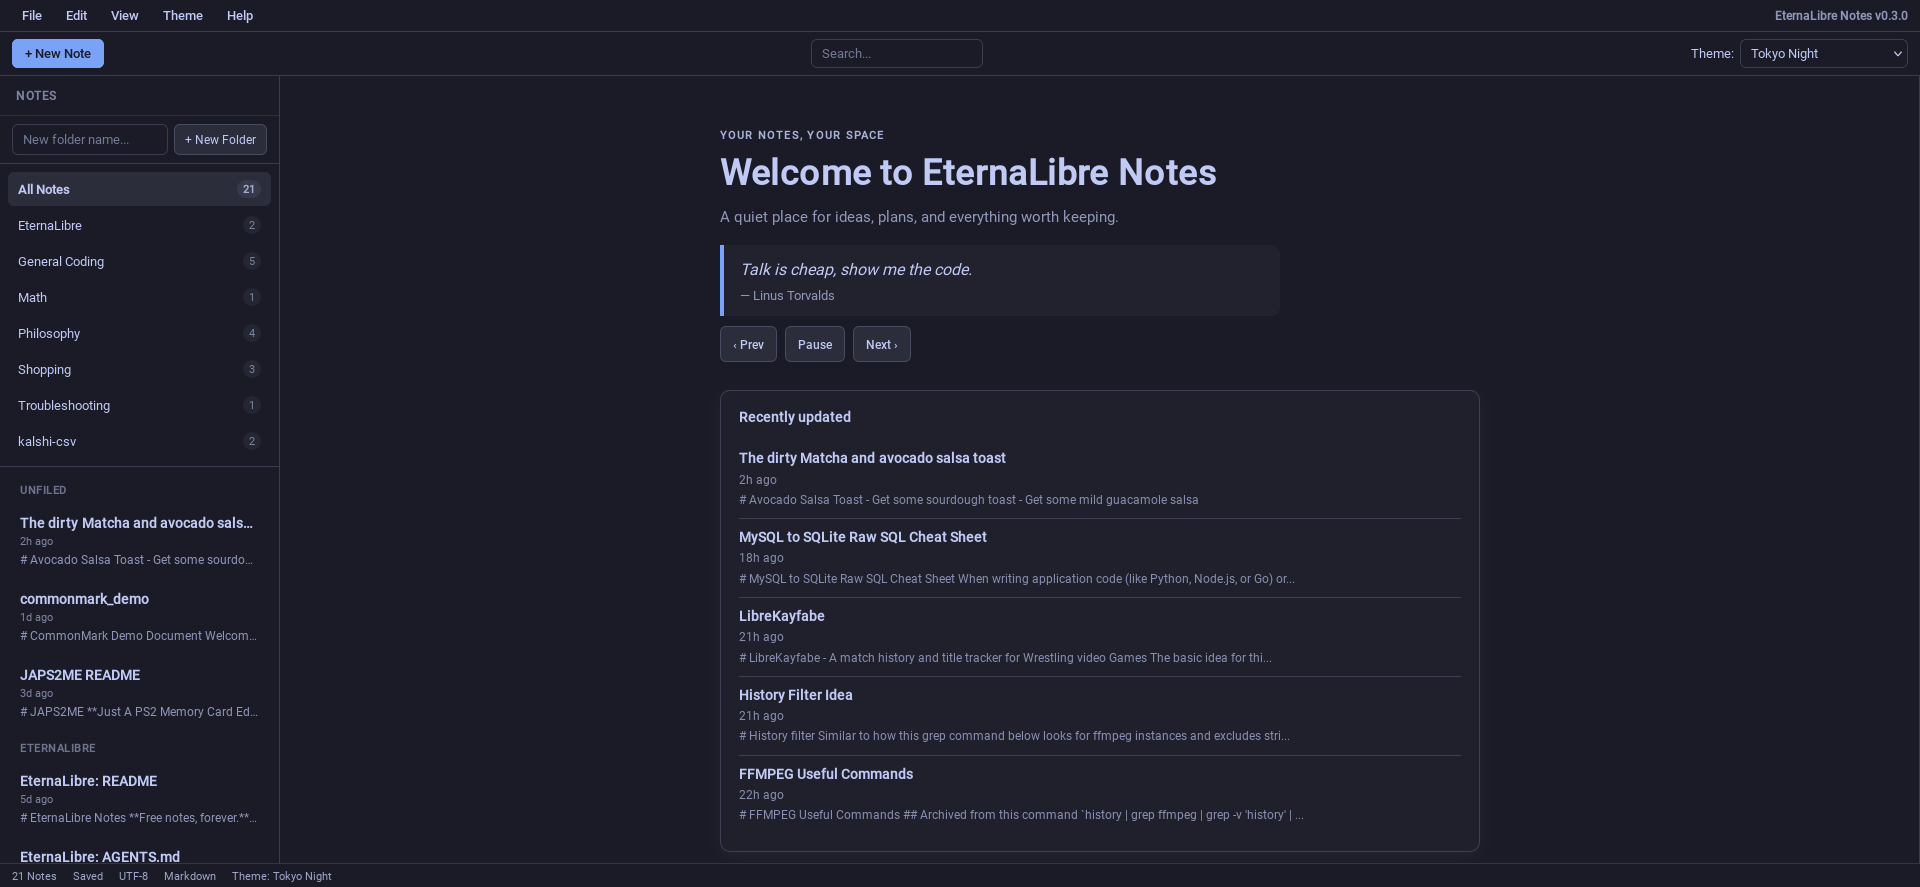 File Edit View Theme Help EternaLibre Notes v0.3.0
+ New Note Search... Theme: Tokyo Night
NOTES
New folder name... + New Folder
All Notes 21
EternaLibre 2
General Coding 5
Math 1
Philosophy 4
Shopping 3
Troubleshooting 1
kalshi-csv 2
UNFILED
The dirty Matcha and avocado sals...
2h ago
# Avocado Salsa Toast - Get some sourdo...
commonmark_demo
1d ago
# CommonMark Demo Document Welcom...
JAPS2ME README
3d ago
# JAPS2ME **Just A PS2 Memory Card Ed...
ETERNALIBRE
EternaLibre: README
5d ago
# EternaLibre Notes **Free notes, forever.**...
EternaLibre: AGENTS.md
YOUR NOTES, YOUR SPACE
Welcome to EternaLibre Notes
A quiet place for ideas, plans, and everything worth keeping.
Talk is cheap, show me the code.
— Linus Torvalds
‹ Prev Pause Next ›
Recently updated
The dirty Matcha and avocado salsa toast
2h ago
# Avocado Salsa Toast - Get some sourdough toast - Get some mild guacamole salsa
MySQL to SQLite Raw SQL Cheat Sheet
18h ago
# MySQL to SQLite Raw SQL Cheat Sheet When writing application code (like Python, Node.js, or Go) or...
LibreKayfabe
21h ago
# LibreKayfabe - A match history and title tracker for Wrestling video Games The basic idea for thi...
History Filter Idea
21h ago
# History filter Similar to how this grep command below looks for ffmpeg instances and excludes stri...
FFMPEG Useful Commands
22h ago
# FFMPEG Useful Commands ## Archived from this command `history | grep ffmpeg | grep -v 'history' | ...
21 Notes Saved UTF-8 Markdown Theme: Tokyo Night